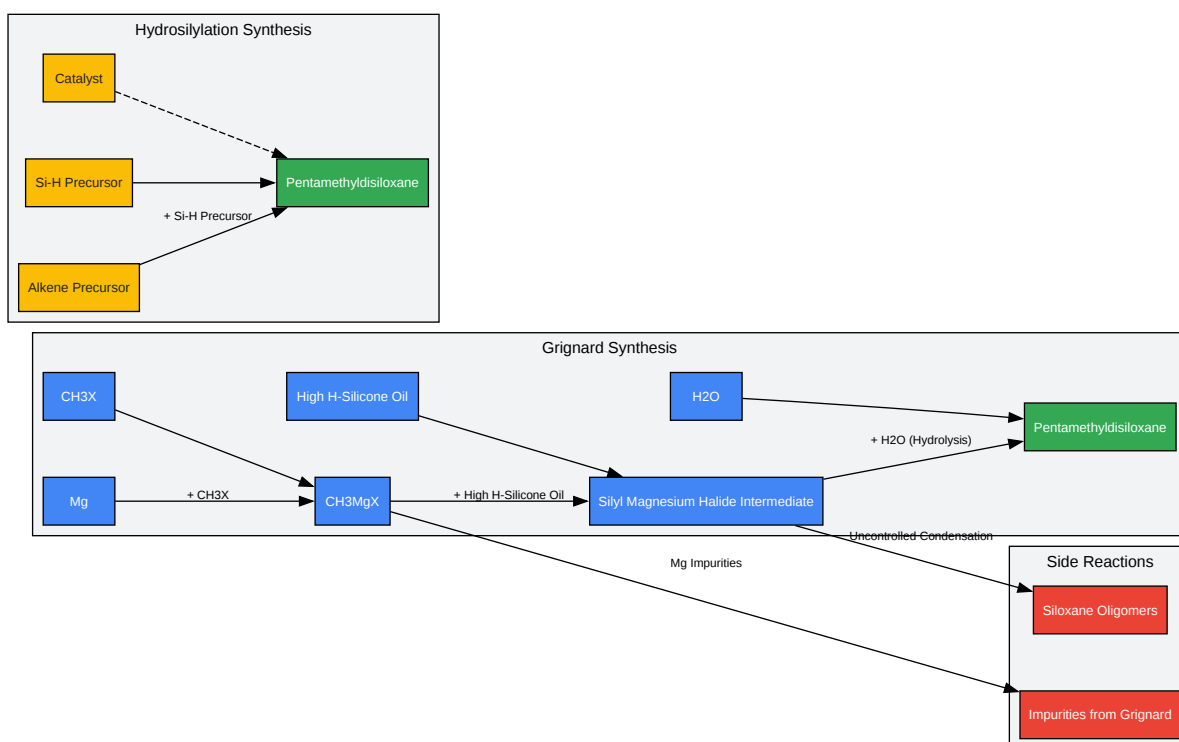 Hydrosilylation Synthesis
Catalyst
Si-H Precursor
Pentamethyldisiloxane
+ Si-H Precursor
Alkene Precursor
Grignard Synthesis
CH3X
High H-Silicone Oil
H2O
Pentamethyldisiloxane
+ H2O (Hydrolysis)
Mg
+ CH3X
CH3MgX
+ High H-Silicone Oil
Silyl Magnesium Halide Intermediate
Uncontrolled Condensation
Mg Impurities
Side Reactions
Siloxane Oligomers
Impurities from Grignard